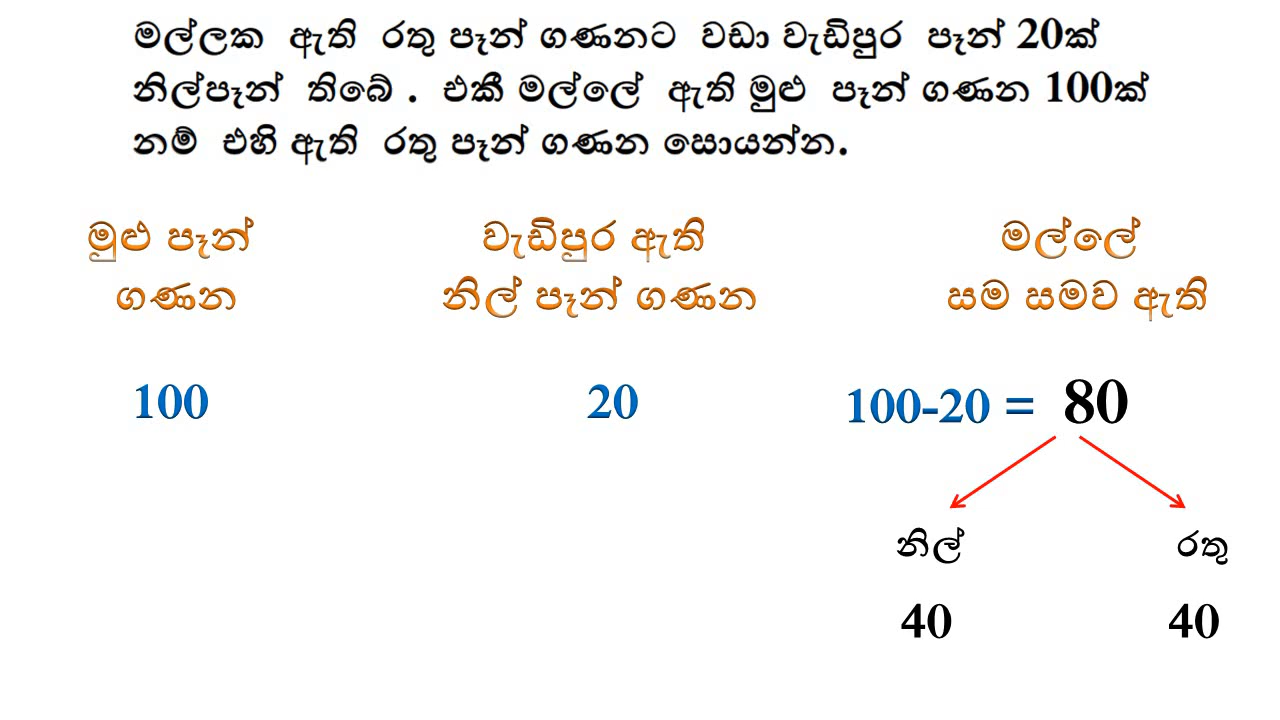 මල්ලක ඇති රතු පෑන් ගණනට වඩා වැඩිපුර පෑන් 20ක්
නිල්පෑන් තිබේ . එකී මල්ලේ ඇති මුළු පෑන් ගණන 100ක්
නම් එහි ඇති රතු පෑන් ගණන සොයන්න.
මුළු පෑන්
ගණන
වැඩිපුර ඇති
නිල් පෑන් ගණන
මල්ලේ
සම සමව ඇති
100
20
100-20 = 80
නිල්
රතු
40
40